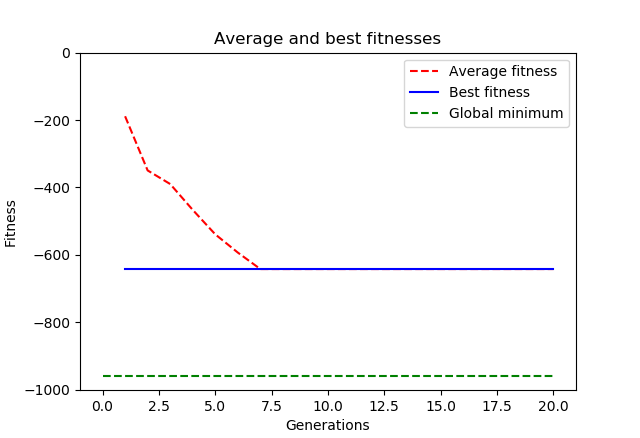 Average and best fitnesses
0
−200
−400
−600
−800
−1000
Fitness
Average fitness
Best fitness
Global minimum
0.0 2.5 5.0 7.5 10.0 12.5 15.0 17.5 20.0
Generations